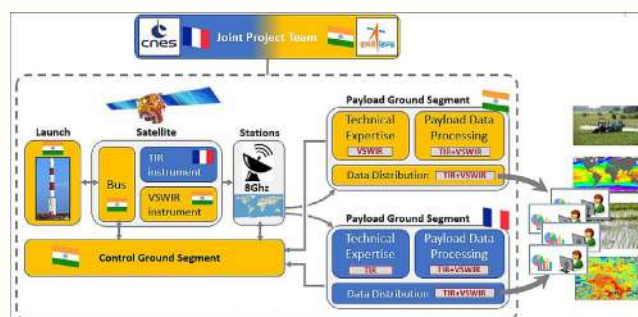 cnes
Joint Project Team
इसरो isro
Payload Ground Segment
Launch
Satellite
Stations
Technical
Expertise
VSWIR
Payload Data
Processing
TIR+VSWIR
Bus
TIR
instrument
VSWIR
instrument
8Ghz
Data Distribution
TIR+VSWIR
Payload Ground Segment
Control Ground Segment
Technical
Expertise
TIR
Payload Data
Processing
TIR+VSWIR
Data Distribution
TIR+VSWIR